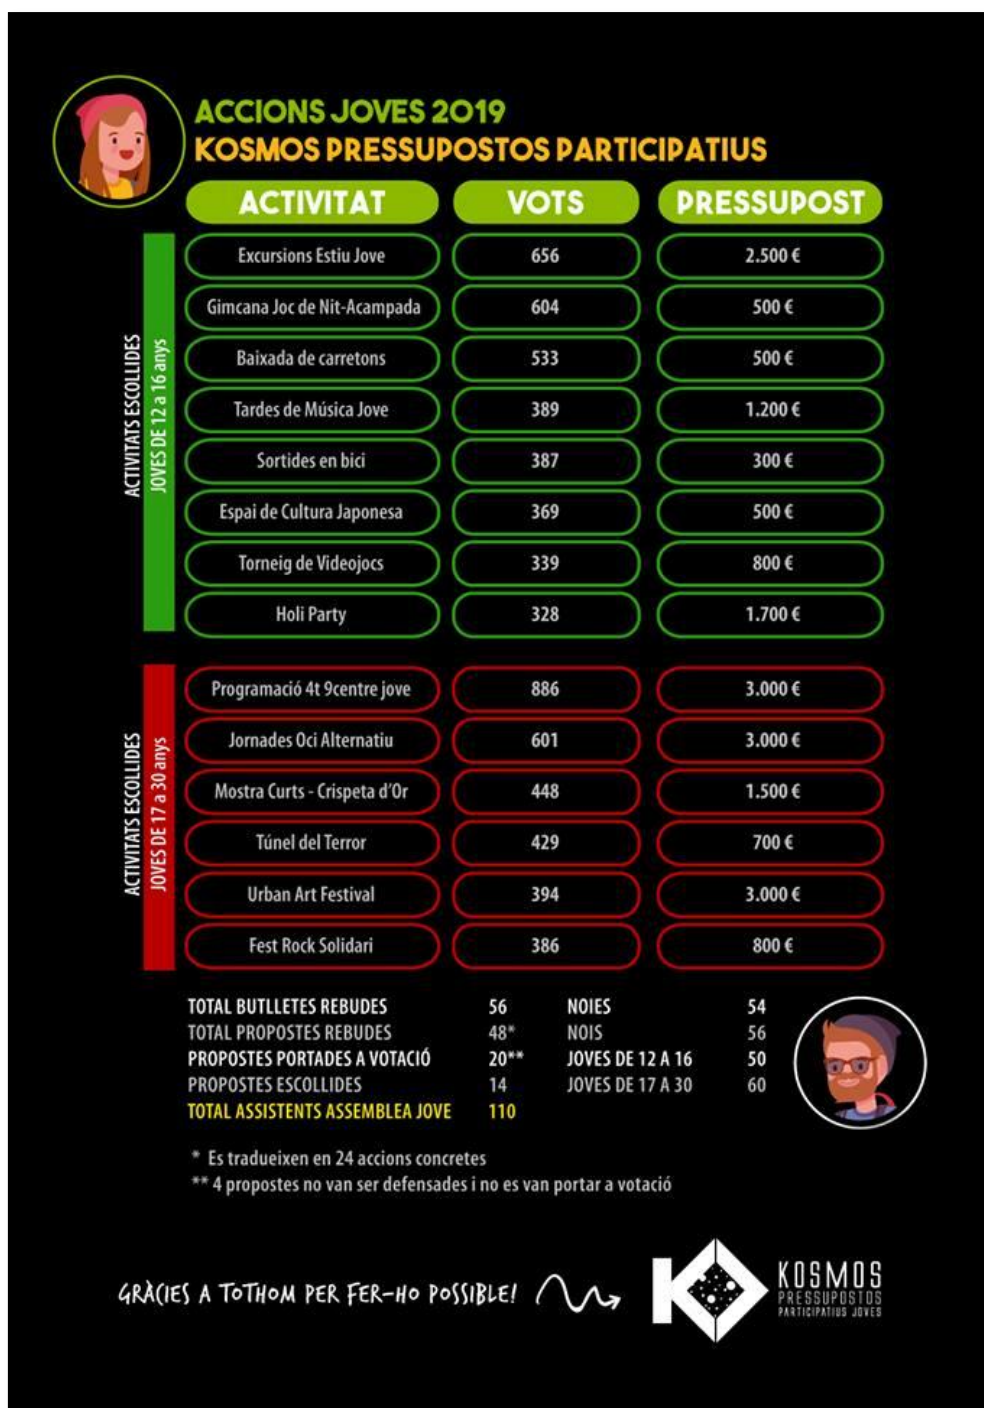 ACCIONS JOVES 2019
KOSMOS PRESSUPOSTOS PARTICIPATIUS
ACTIVITAT VOTS PRESSUPOST
ACTIVITATS ESCOLLIDES
JOVES DE 12 a 16 anys
Excursions Estiu Jove 656 2.500 €
Gimcana Joc de Nit-Acampada 604 500 €
Baixada de carretons 533 500 €
Tardes de Música Jove 389 1.200 €
Sortides en bici 387 300 €
Espai de Cultura Japonesa 369 500 €
Torneig de Videojocs 339 800 €
Holi Party 328 1.700 €
ACTIVITATS ESCOLLIDES
JOVES DE 17 a 30 anys
Programació 4t 9centre jove 886 3.000 €
Jornades Oci Alternatiu 601 3.000 €
Mostra Curts - Crispeta d'Or 448 1.500 €
Túnel del Terror 429 700 €
Urban Art Festival 394 3.000 €
Fest Rock Solidari 386 800 €
TOTAL BUTLLETES REBUDES 56 NOIES 54
TOTAL PROPOSTES REBUDES 48* NOIS 56
PROPOSTES PORTADES A VOTACIÓ 20** JOVES DE 12 A 16 50
PROPOSTES ESCOLLIDES 14 JOVES DE 17 A 30 60
TOTAL ASSISTENTS ASSEMBLEA JOVE 110
* Es tradueixen en 24 accions concretes
** 4 propostes no van ser defensades i no es van portar a votació
GRÀCIES A TOTHOM PER FER-HO POSSIBLE!
KOSMOS
PRESSUPOSTOS
PARTICIPATIUS JOVES